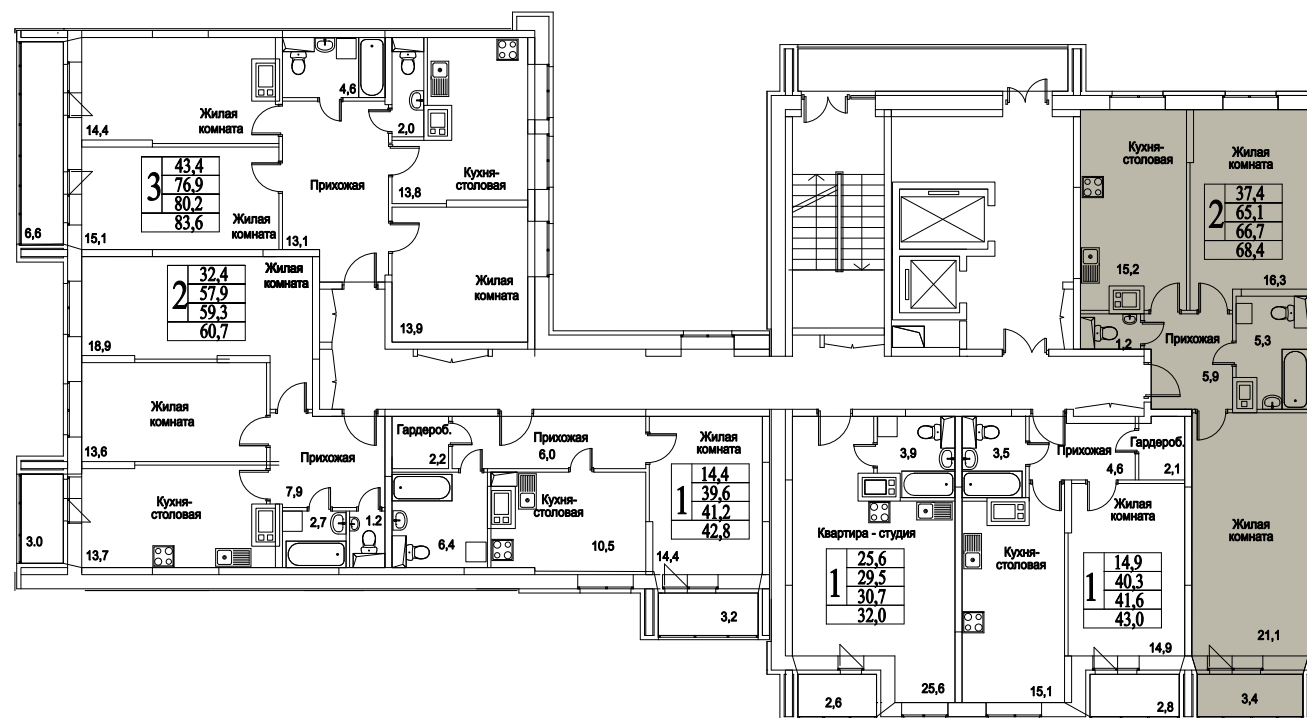 14,4
Жилая
комната
4,6
2,0
3
43,4
76,9
80,2
83,6
6,6
15,1
Жилая
комната
Прихожая
13,1
13,8
Кухня-
столовая
Жилая
комната
13,9
2
32,4
57,9
59,3
60,7
Жилая
комната
18,9
Жилая
комната
13,6
Прихожая
7,9
3.0
13,7
Кухня-
столовая
2,7
1.2
Гардероб.
2,2
Прихожая
6,0
6,4
Кухня-
столовая
10,5
Жилая
комната
1
14,4
39,6
41,2
42,8
14,4
3,2
Кухня-
столовая
15,2
Жилая
комната
2
37,4
65,1
66,7
68,4
16,3
1,2
Прихожая
5,9
5,3
3,9
Квартира - студия
1
25,6
29,5
30,7
32,0
25,6
2,6
3,5
Прихожая
4,6
Гардероб.
2,1
Кухня-
столовая
15,1
Жилая
комната
1
14,9
40,3
41,6
43,0
14,9
2,8
Жилая
комната
21,1
3,4